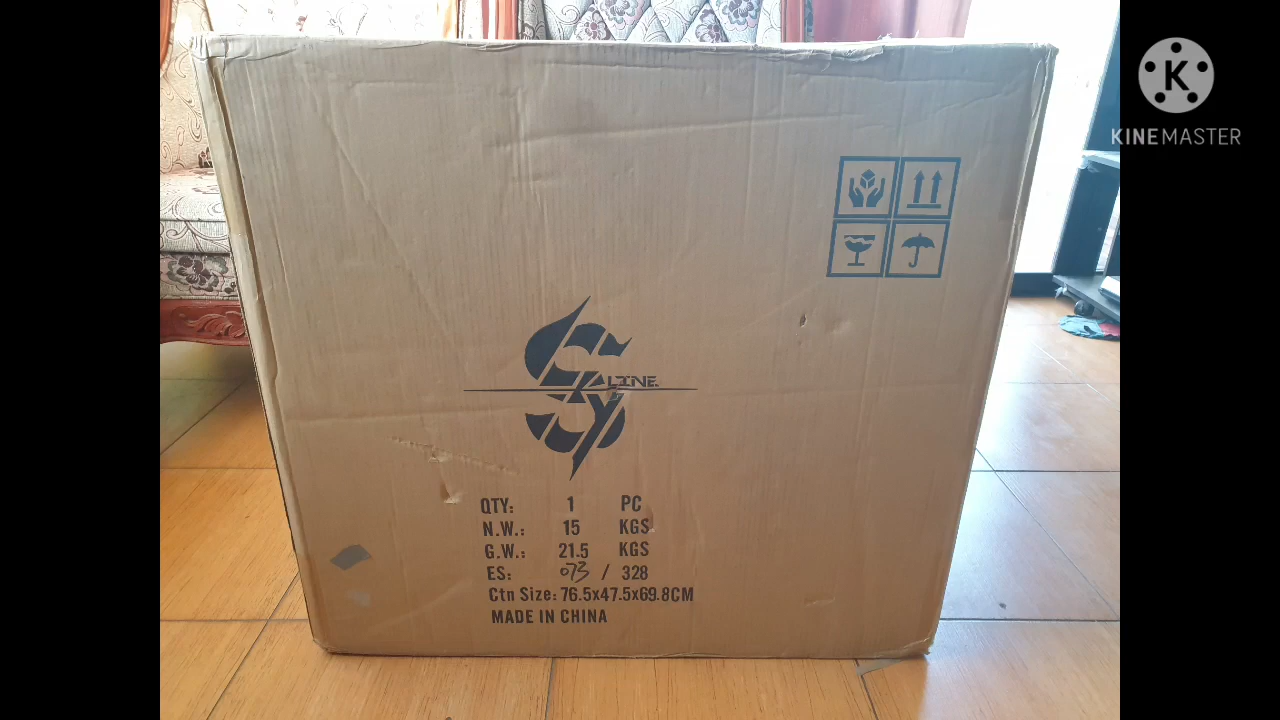 KINEMASTER
Sky LINE
QTY: 1 PC
N.W.: 15 KGS
G.W.: 21.5 KGS
ES: 073 / 328
Ctn Size: 76.5x47.5x69.8CM
MADE IN CHINA